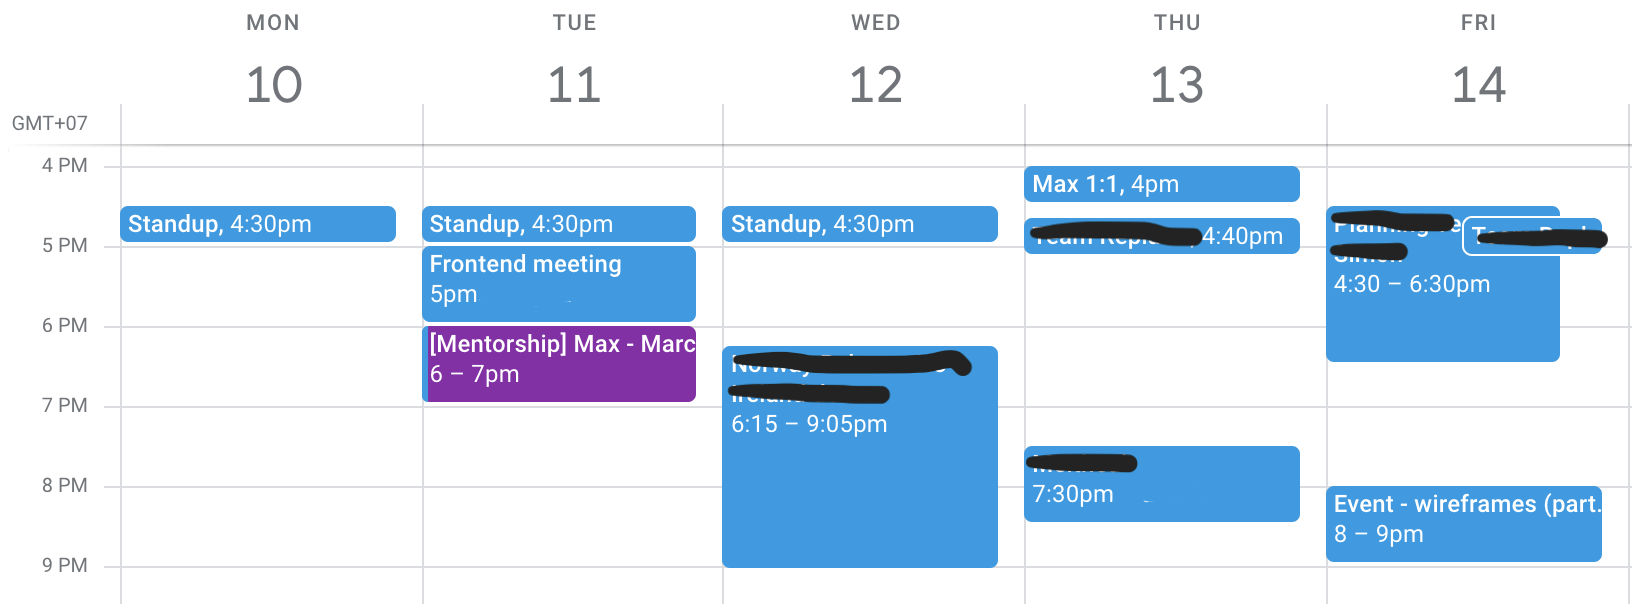 MON
TUE
WED
THU
FRI
10
11
12
13
14
GMT+07
4 PM
5 PM
6 PM
7 PM
8 PM
9 PM
Standup, 4:30pm
Standup, 4:30pm
Frontend meeting
5pm
[Mentorship] Max - Marc
6 – 7pm
Standup, 4:30pm
6:15 – 9:05pm
Max 1:1, 4pm
4:40pm
7:30pm
4:30 – 6:30pm
Event - wireframes (part.
8 – 9pm